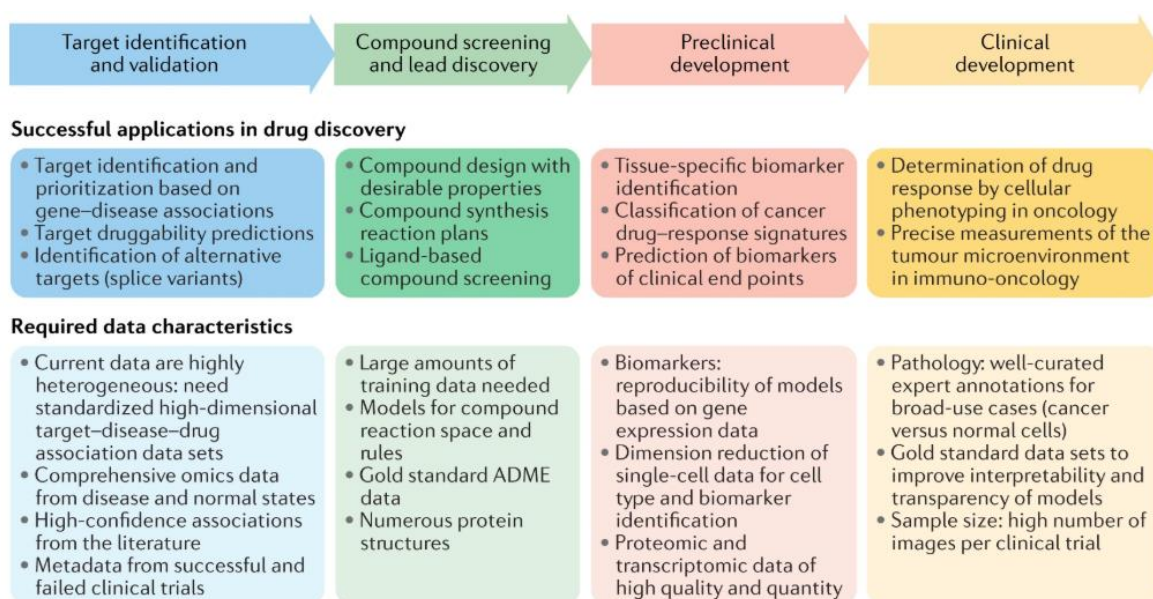 Target identification
and validation
Compound screening
and lead discovery
Preclinical
development
Clinical
development
Successful applications in drug discovery
• Target identification and
prioritization based on
gene–disease associations
• Target druggability predictions
• Identification of alternative
targets (splice variants)
• Compound design with
desirable properties
• Compound synthesis
reaction plans
• Ligand-based
compound screening
• Tissue-specific biomarker
identification
• Classification of cancer
drug–response signatures
• Prediction of biomarkers
of clinical end points
• Determination of drug
response by cellular
phenotyping in oncology
• Precise measurements of the
tumour microenvironment
in immuno-oncology
Required data characteristics
• Current data are highly
heterogeneous: need
standardized high-dimensional
target–disease–drug
association data sets
• Comprehensive omics data
from disease and normal states
• High-confidence associations
from the literature
• Metadata from successful and
failed clinical trials
• Large amounts of
training data needed
• Models for compound
reaction space and
rules
• Gold standard ADME
data
• Numerous protein
structures
• Biomarkers:
reproducibility of models
based on gene
expression data
• Dimension reduction of
single-cell data for cell
type and biomarker
identification
• Proteomic and
transcriptomic data of
high quality and quantity
• Pathology: well-curated
expert annotations for
broad-use cases (cancer
versus normal cells)
• Gold standard data sets to
improve interpretability and
transparency of models
• Sample size: high number of
images per clinical trial